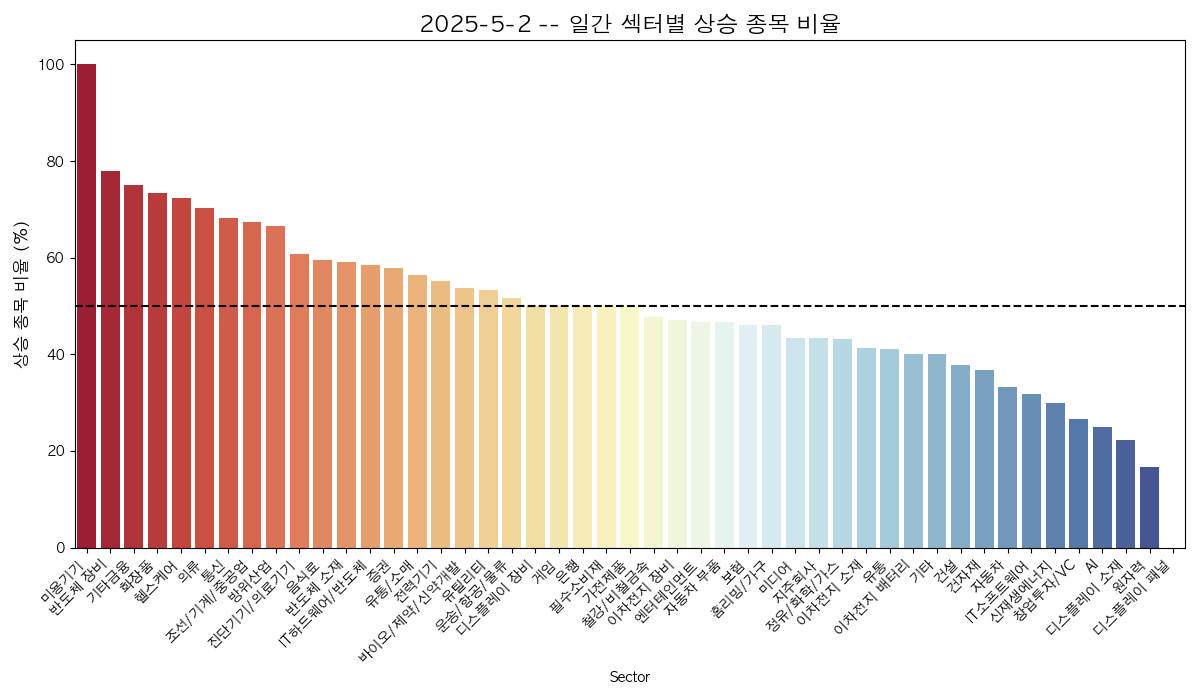 2025-5-2 -- 일간 섹터별 상승 종목 비율
상승 종목 비율 (%)
100
80
60
40
20
0
미용기기
반도체 장비
기타금융
화장품
헬스케어
의류
통신
조선/기계/중공업
방위산업
진단기기/의료기기
음식료
반도체 소재
IT하드웨어/반도체
증권
유통/소매
전력기기
바이오/제약/신약개발
유틸리티
운송/항공/물류
디스플레이 장비
게임
은행
필수소비재
가전제품
철강/비철금속
이차전지 장비
엔터테인먼트
자동차 부품
보험
홈리빙/가구
미디어
지주회사
정유/화학/가스
이차전지 소재
유통
이차전지 배터리
기타
건설
건자재
자동차
IT소프트웨어
신재생에너지
창업투자/VC
AI
디스플레이 소재
원자력
디스플레이 패널
Sector